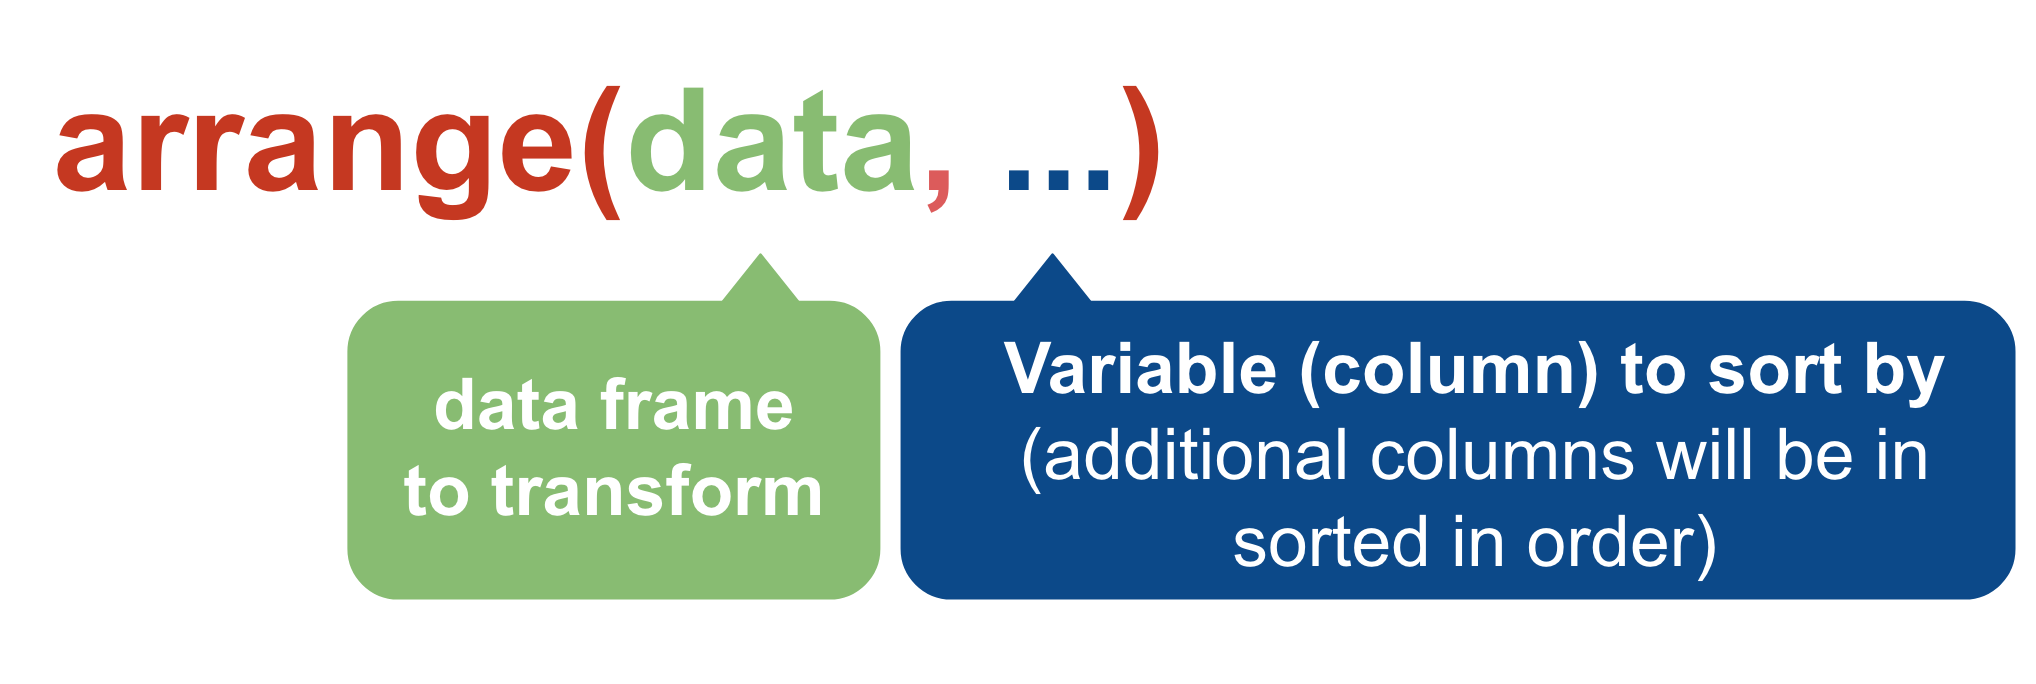 arrange(data, ...)
data frame
to transform
Variable (column) to sort by
(additional columns will be in
sorted in order)